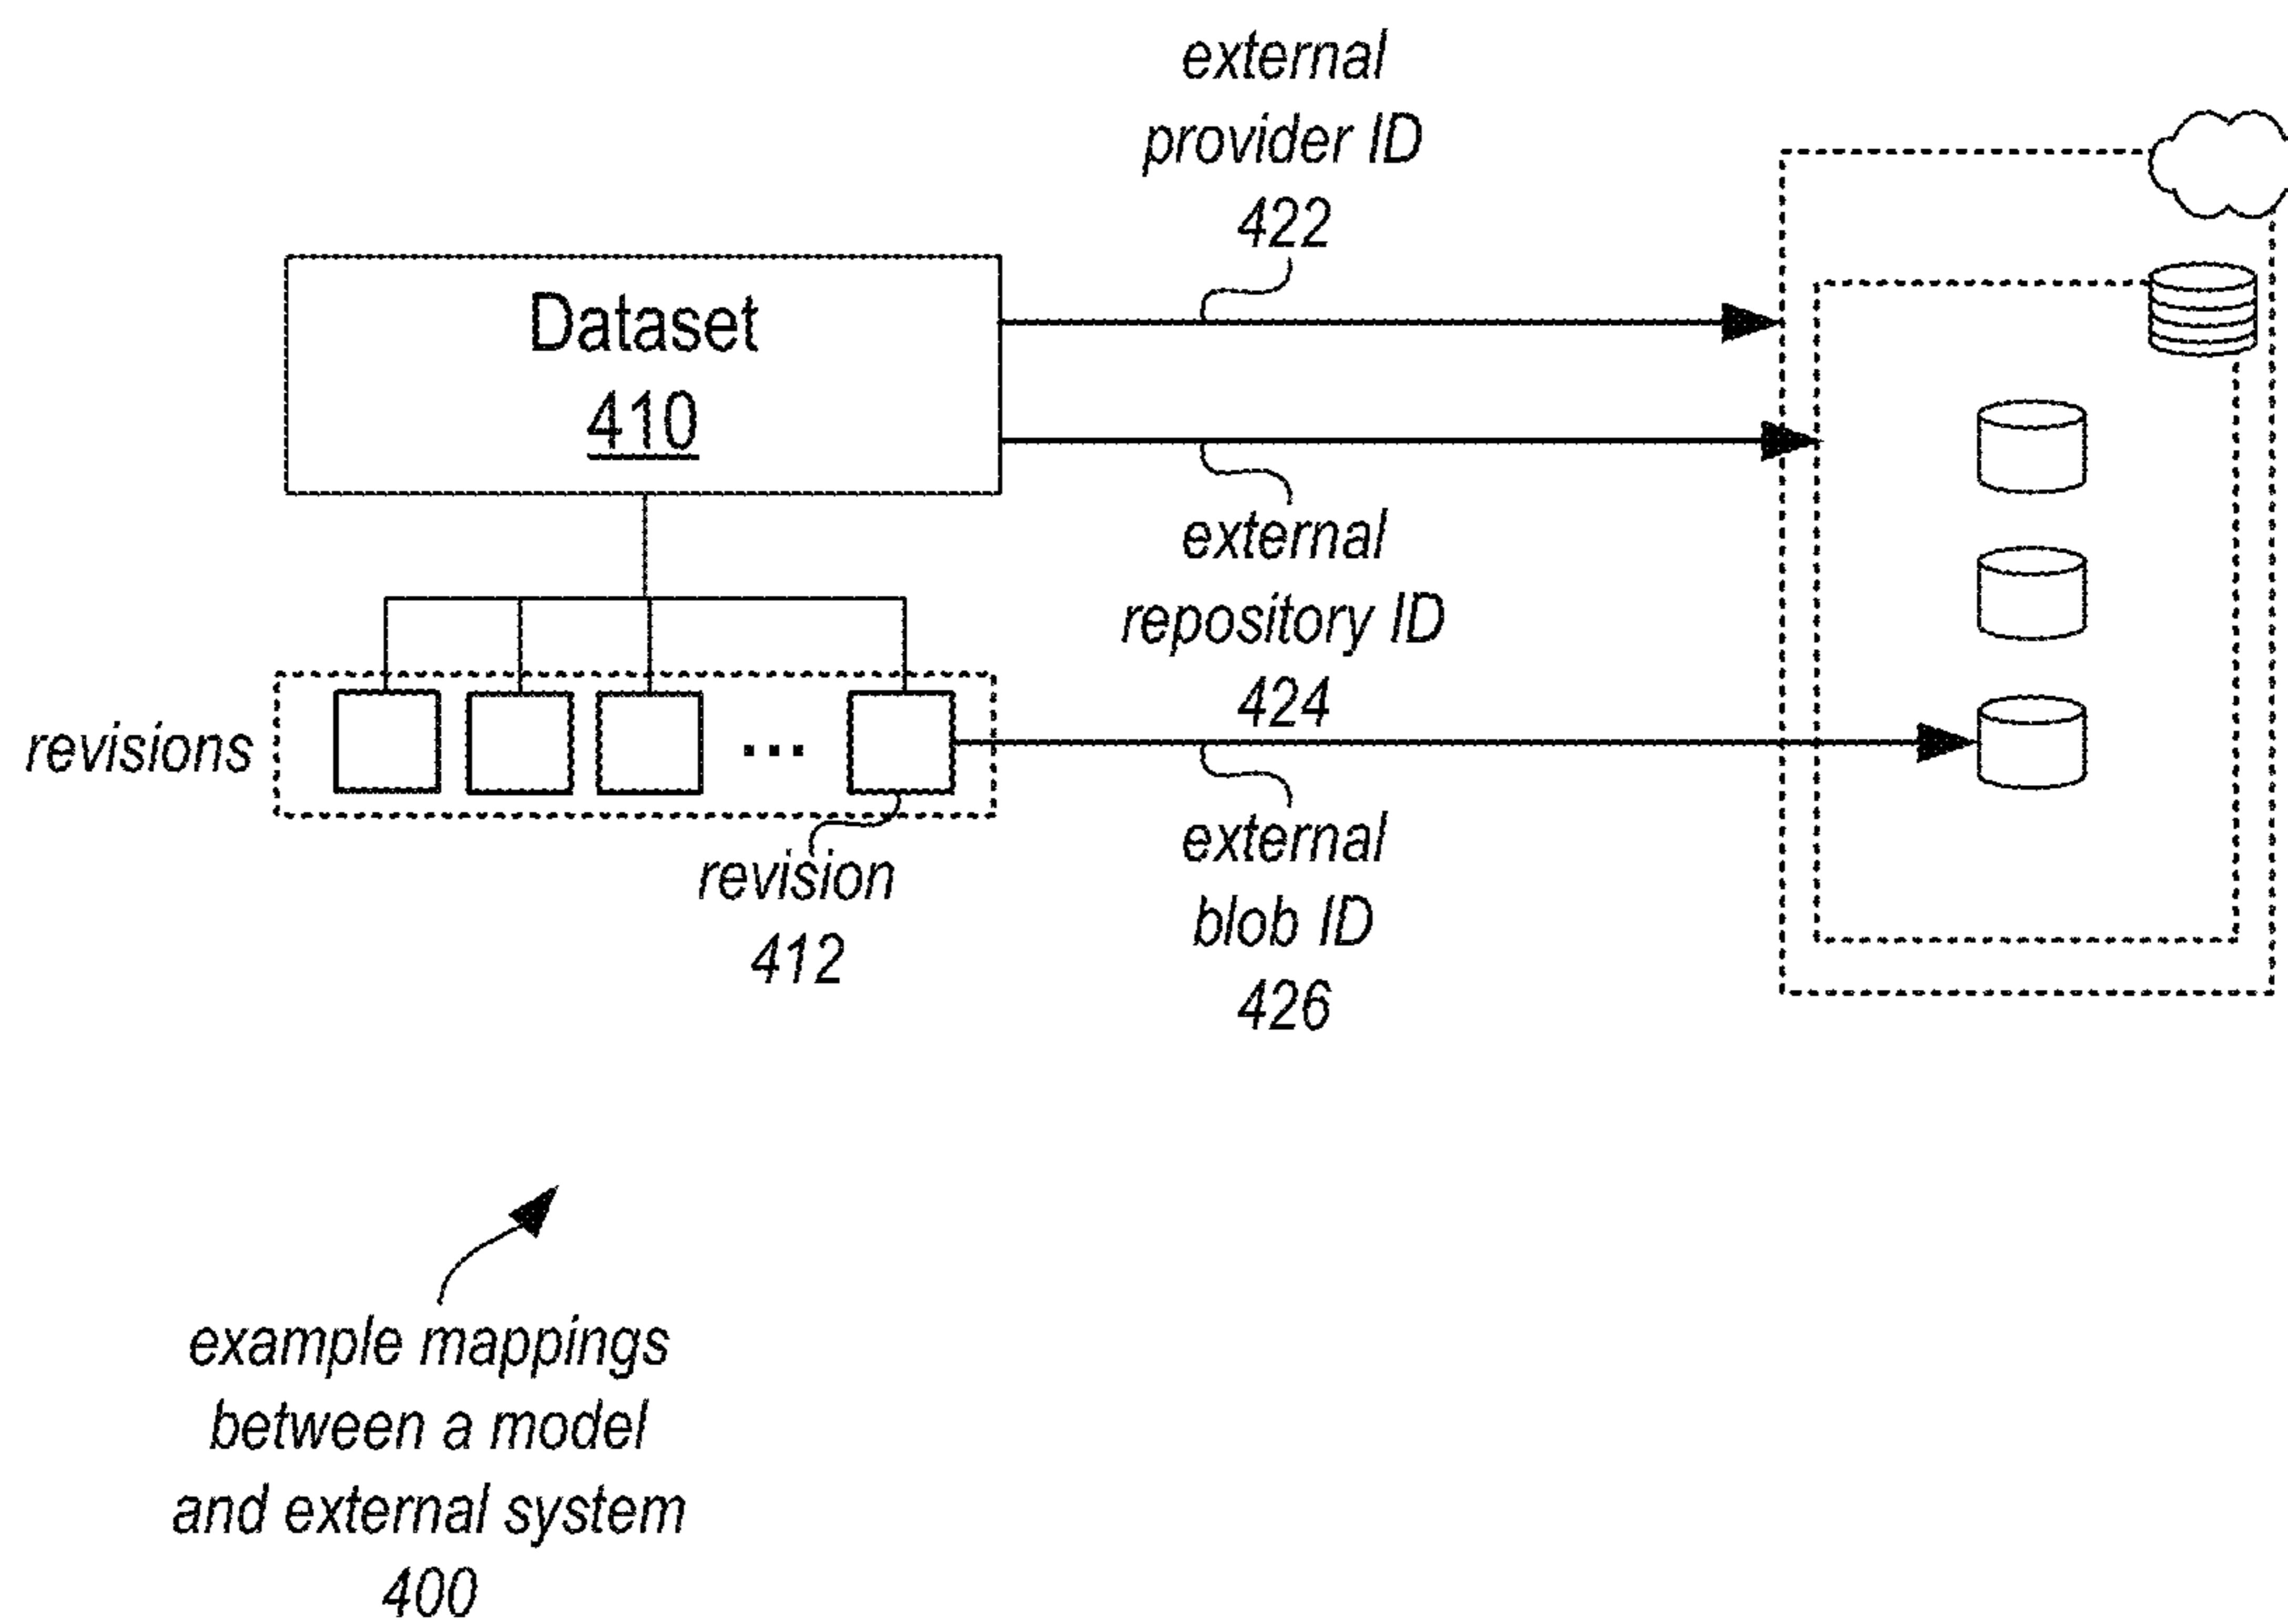 external
provider ID
422
Dataset
410
external
repository ID
424
revisions
...
revision
412
external
blob ID
426
example mappings
between a model
and external system
400